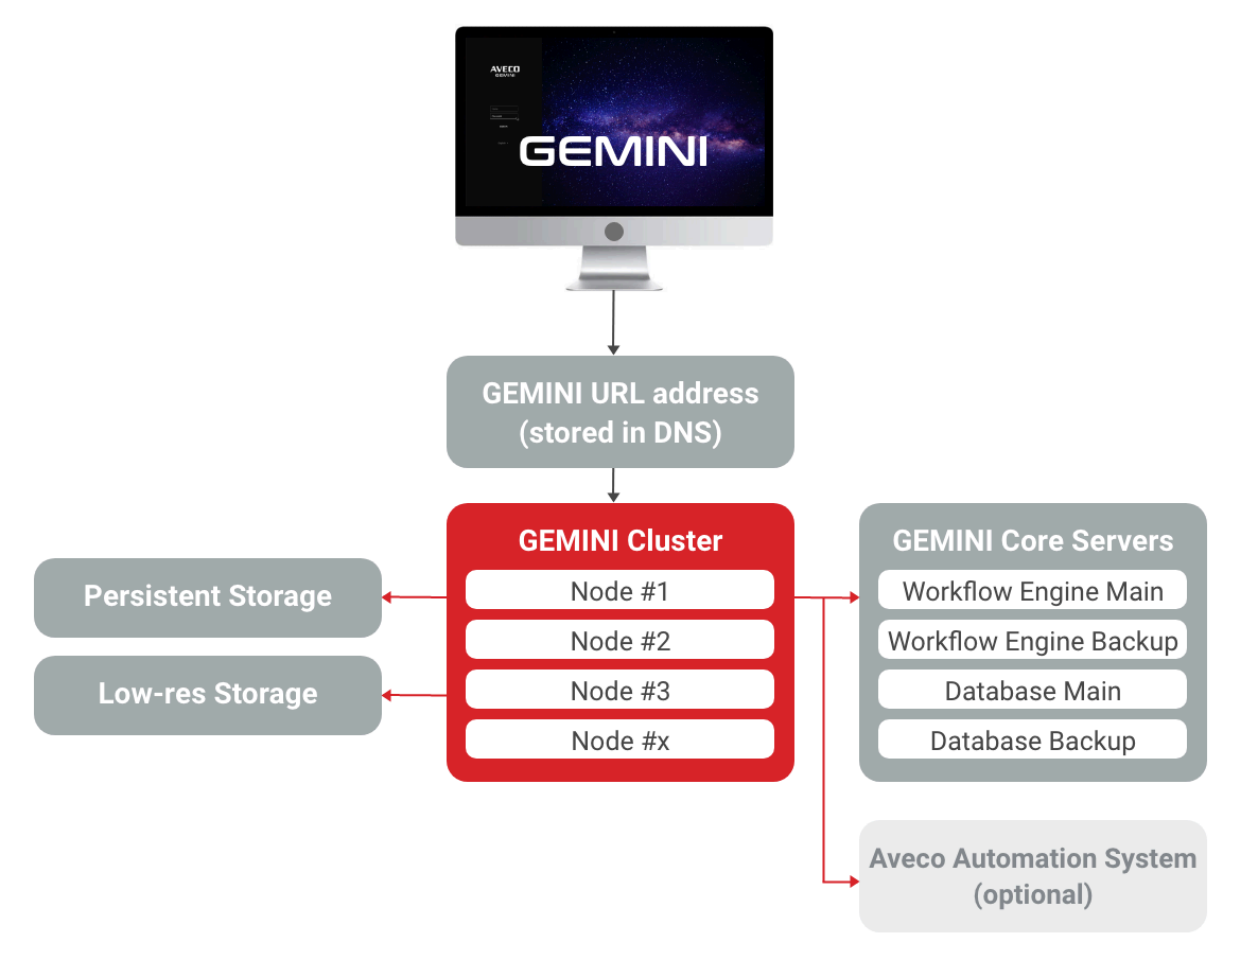 AVECO
GEMINI
GEMINI
GEMINI URL address
(stored in DNS)
GEMINI Cluster
Node #1
Node #2
Node #3
Node #x
Persistent Storage
Low-res Storage
GEMINI Core Servers
Workflow Engine Main
Workflow Engine Backup
Database Main
Database Backup
Aveco Automation System
(optional)